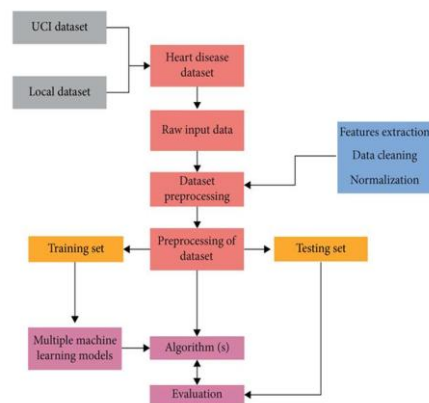 UCI dataset
Local dataset
Heart disease
dataset
Raw input data
Features extraction
Data cleaning
Normalization
Dataset
preprocessing
Training set
Preprocessing of
dataset
Testing set
Multiple machine
learning models
Algorithm (s)
Evaluation